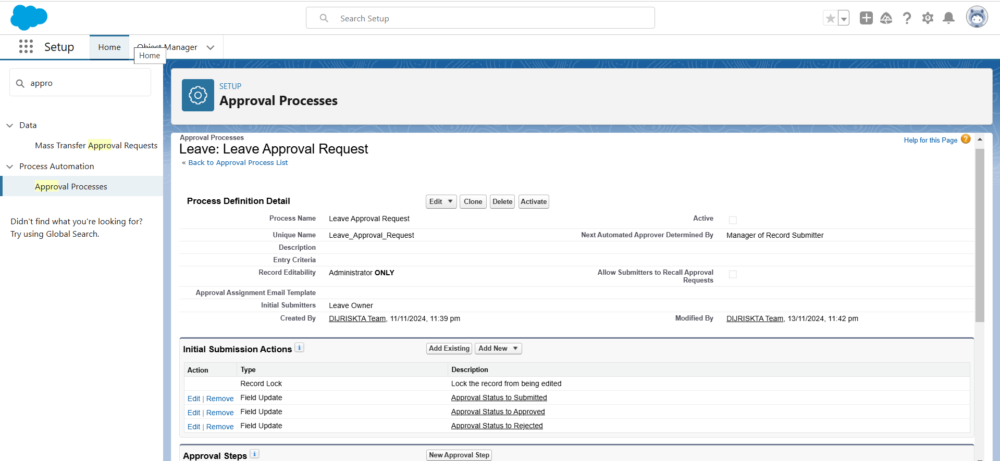 Search Setup
Setup
Home
Object Manager
Home
appro
Data
Mass Transfer Approval Requests
Process Automation
Approval Processes
Didn't find what you're looking for?
Try using Global Search.
SETUP
Approval Processes
Approval Processes
Leave: Leave Approval Request
« Back to Approval Process List
Help for this Page
Process Definition Detail
Edit Clone Delete Activate
Process Name Leave Approval Request Active
Unique Name Leave_Approval_Request Next Automated Approver Determined By Manager of Record Submitter
Description
Entry Criteria
Record Editability Administrator ONLY Allow Submitters to Recall Approval
Requests
Approval Assignment Email Template
Initial Submitters Leave Owner
Created By DIJRISKTA Team, 11/11/2024, 11:39 pm Modified By DIJRISKTA Team, 13/11/2024, 11:42 pm
Initial Submission Actions i Add Existing Add New
Action Type Description
Record Lock Lock the record from being edited
Edit | Remove Field Update Approval Status to Submitted
Edit | Remove Field Update Approval Status to Approved
Edit | Remove Field Update Approval Status to Rejected
Approval Steps i New Approval Step